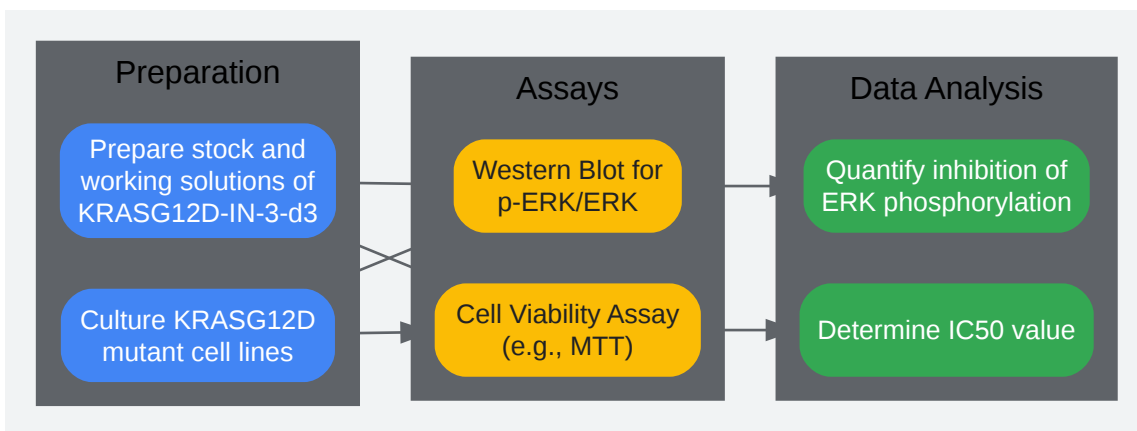 Preparation
Prepare stock and
working solutions of
KRASG12D-IN-3-d3
Culture KRASG12D
mutant cell lines
Assays
Western Blot for
p-ERK/ERK
Cell Viability Assay
(e.g., MTT)
Data Analysis
Quantify inhibition of
ERK phosphorylation
Determine IC50 value